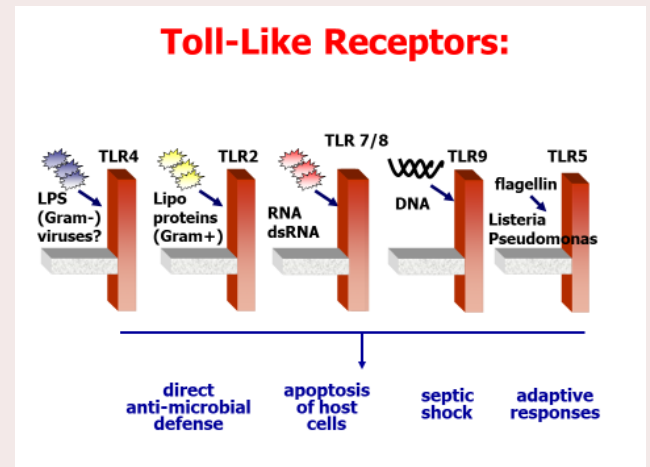 Toll-Like Receptors:
TLR4
LPS
(Gram-)
viruses?
TLR2
Lipo
proteins
(Gram+)
TLR 7/8
RNA
dsRNA
TLR9
DNA
TLR5
flagellin
Listeria
Pseudomonas
direct
anti-microbial
defense
apoptosis
of host
cells
septic
shock
adaptive
responses